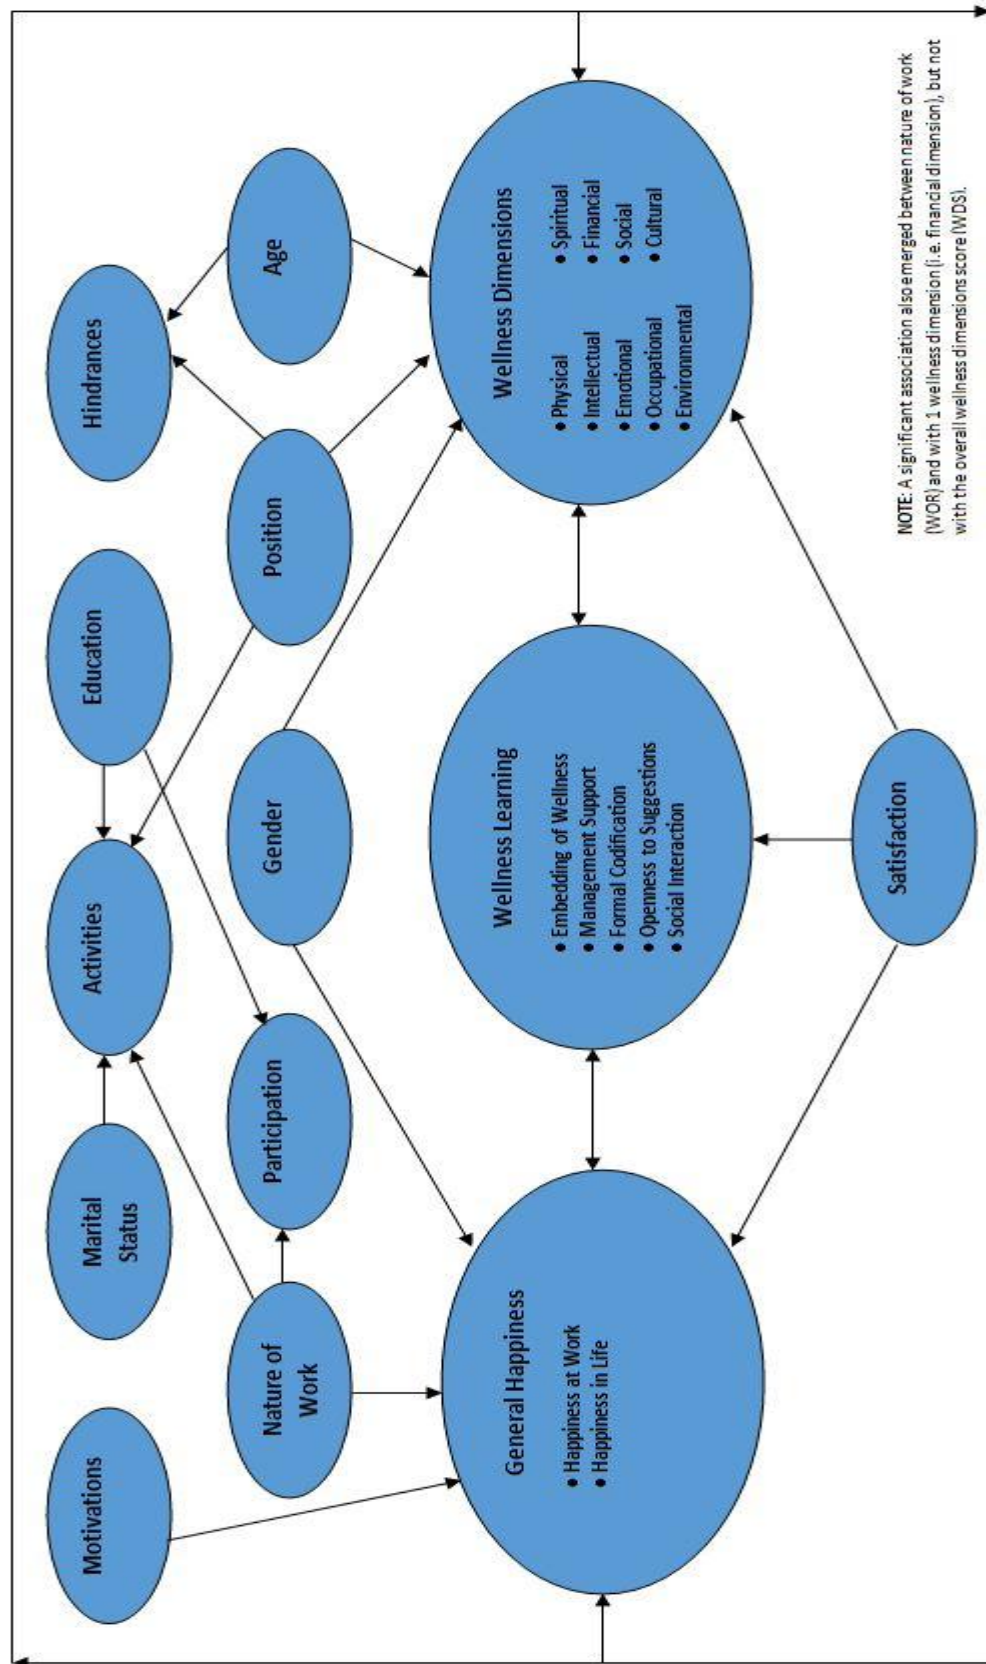 Motivations
Marital
Status
Activities
Education
Hindrances
Nature of
Work
Participation
Gender
Position
Age
General Happiness
● Happiness at Work
● Happiness in Life
Wellness Learning
● Embedding of Wellness
● Management Support
● Formal Codification
● Openness to Suggestions
● Social Interaction
Wellness Dimensions
● Physical
● Intellectual
● Emotional
● Occupational
● Environmental
● Spiritual
● Financial
● Social
● Cultural
Satisfaction
NOTE: A significant association also emerged between nature of work
(WOR) and with 1 wellness dimension (i.e. financial dimension), but not
with the overall wellness dimensions score (WDS).